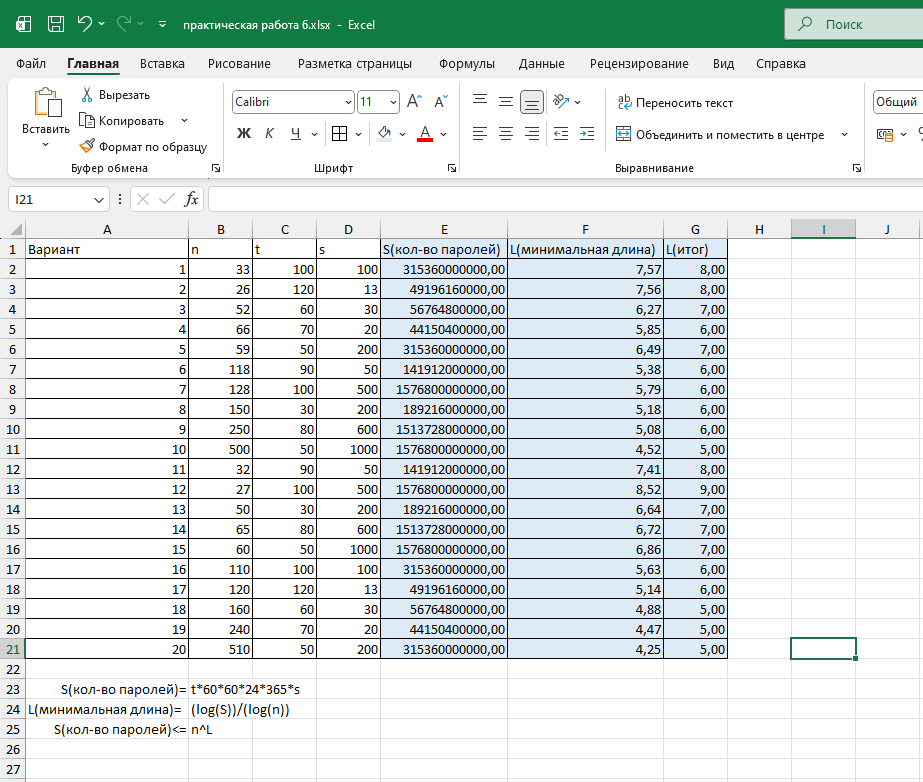 практическая работа 6.xlsx - Excel
Поиск
Файл Главная Вставка Рисование Разметка страницы Формулы Данные Рецензирование Вид Справка
Вставить
Вырезать
Копировать
Формат по образцу
Буфер обмена
Calibri 11
Ж К Ч А
Шрифт
Переносить текст
Объединить и поместить в центре
Выравнивание
Общий
I21 fx
A B C D E F G H I J
1 Вариант n t s S(кол-во паролей) L(минимальная длина) L(итог)
2 1 33 100 100 315360000000,00 7,57 8,00
3 2 26 120 13 49196160000,00 7,56 8,00
4 3 52 60 30 56764800000,00 6,27 7,00
5 4 66 70 20 44150400000,00 5,85 6,00
6 5 59 50 200 315360000000,00 6,49 7,00
7 6 118 90 50 141912000000,00 5,38 6,00
8 7 128 100 500 1576800000000,00 5,79 6,00
9 8 150 30 200 189216000000,00 5,18 6,00
10 9 250 80 600 1513728000000,00 5,08 6,00
11 10 500 50 1000 1576800000000,00 4,52 5,00
12 11 32 90 50 141912000000,00 7,41 8,00
13 12 27 100 500 1576800000000,00 8,52 9,00
14 13 50 30 200 189216000000,00 6,64 7,00
15 14 65 80 600 1513728000000,00 6,72 7,00
16 15 60 50 1000 1576800000000,00 6,86 7,00
17 16 110 100 100 315360000000,00 5,63 6,00
18 17 120 120 13 49196160000,00 5,14 6,00
19 18 160 60 30 56764800000,00 4,88 5,00
20 19 240 70 20 44150400000,00 4,47 5,00
21 20 510 50 200 315360000000,00 4,25 5,00
22
23 S(кол-во паролей)= t*60*60*24*365*s
24 L(минимальная длина)= (log(S))/(log(n))
25 S(кол-во паролей)<= n^L
26
27